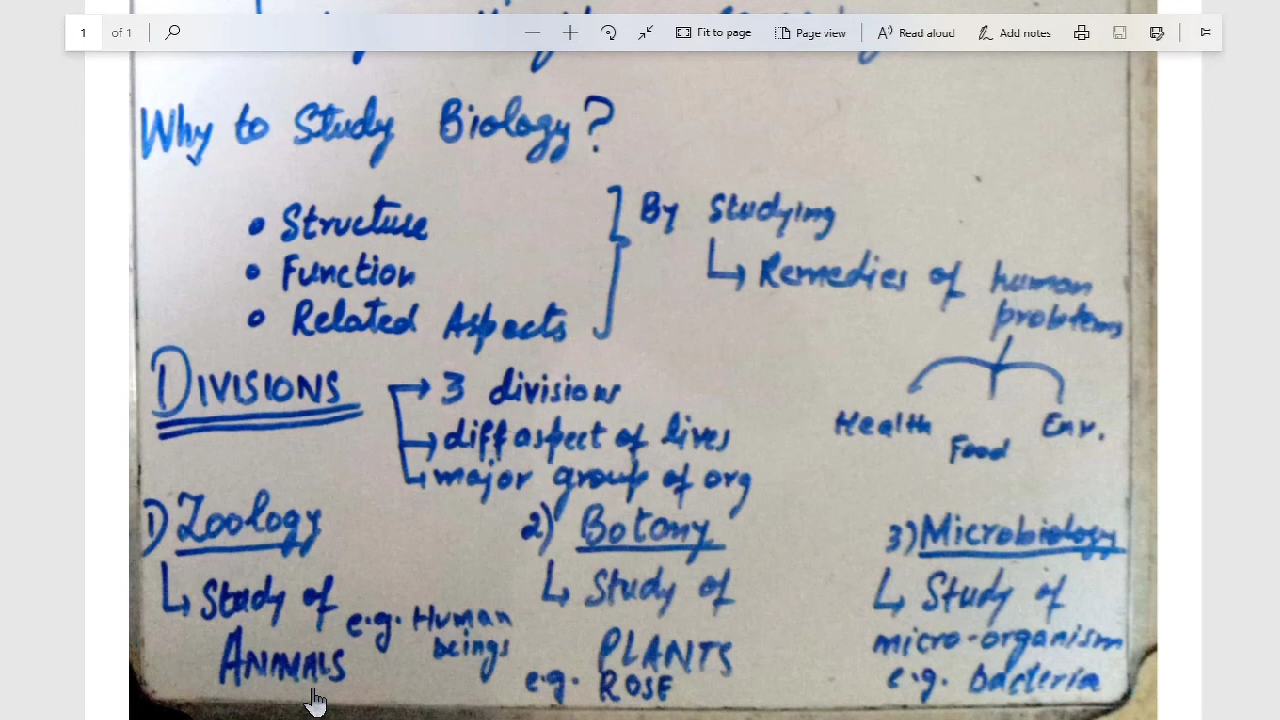 1 of 1 Fit to page Page view Read aloud Add notes
Why to Study Biology?
• Structure
• Function
• Related Aspects
By Studying
↳ Remedies of human
problems
Health Food Env.
DIVISIONS → 3 divisions
→ diff aspect of lives
↳ major group of org
1) Zoology
↳ Study of
ANIMALS
e.g. Human
beings
2) Botony
↳ Study of
PLANTS
e.g. ROSE
3) Microbiology
↳ Study of
micro-organism
e.g. bacteria